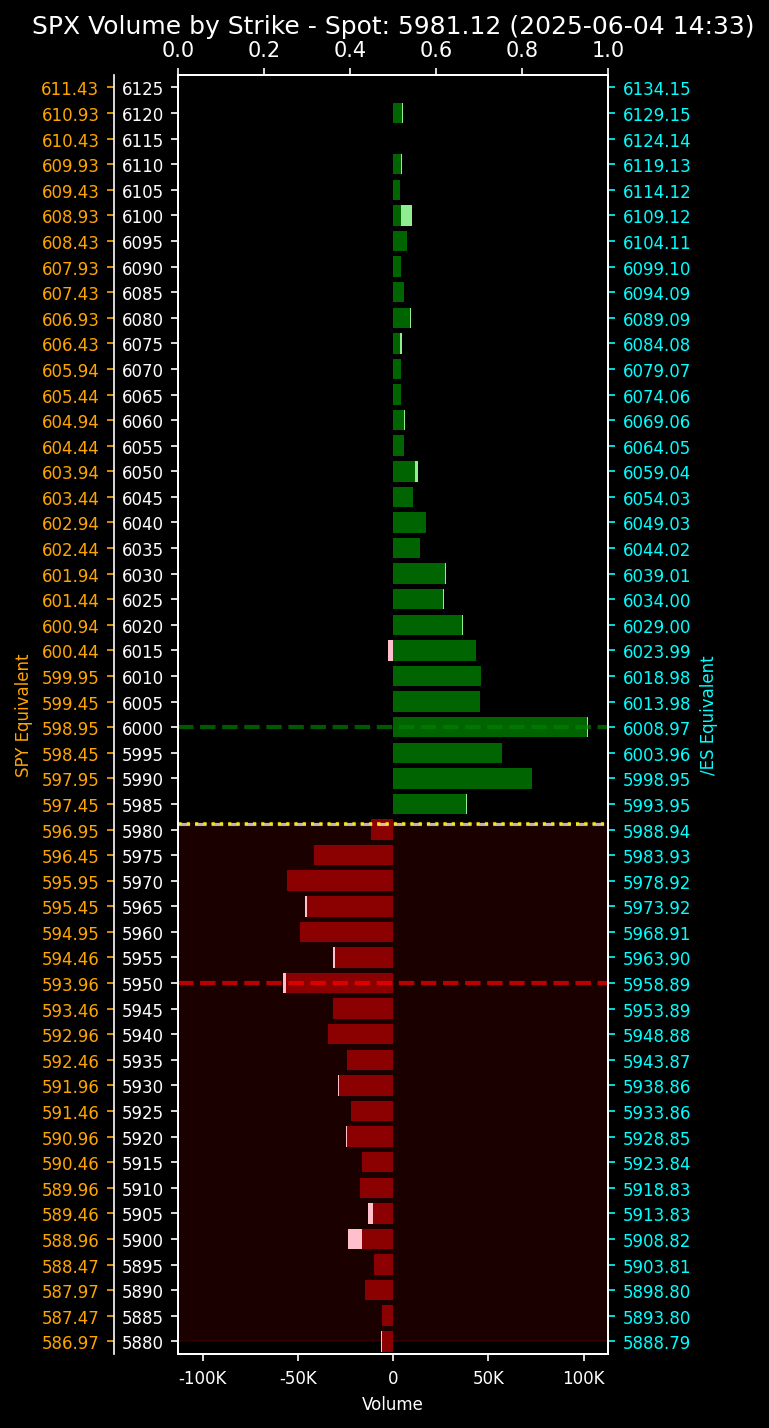 SPX Volume by Strike - Spot: 5981.12 (2025-06-04 14:33)
0.0 0.2 0.4 0.6 0.8 1.0
611.43 6125 6134.15
610.93 6120 6129.15
610.43 6115 6124.14
609.93 6110 6119.13
609.43 6105 6114.12
608.93 6100 6109.12
608.43 6095 6104.11
607.93 6090 6099.10
607.43 6085 6094.09
606.93 6080 6089.09
606.43 6075 6084.08
605.94 6070 6079.07
605.44 6065 6074.06
604.94 6060 6069.06
604.44 6055 6064.05
603.94 6050 6059.04
603.44 6045 6054.03
602.94 6040 6049.03
602.44 6035 6044.02
601.94 6030 6039.01
601.44 6025 6034.00
600.94 6020 6029.00
600.44 6015 6023.99
599.95 6010 6018.98
599.45 6005 6013.98
598.95 6000 6008.97
598.45 5995 6003.96
597.95 5990 5998.95
597.45 5985 5993.95
596.95 5980 5988.94
596.45 5975 5983.93
595.95 5970 5978.92
595.45 5965 5973.92
594.95 5960 5968.91
594.46 5955 5963.90
593.96 5950 5958.89
593.46 5945 5953.89
592.96 5940 5948.88
592.46 5935 5943.87
591.96 5930 5938.86
591.46 5925 5933.86
590.96 5920 5928.85
590.46 5915 5923.84
589.96 5910 5918.83
589.46 5905 5913.83
588.96 5900 5908.82
588.47 5895 5903.81
587.97 5890 5898.80
587.47 5885 5893.80
586.97 5880 5888.79
SPY Equivalent
/ES Equivalent
-100K -50K 0 50K 100K
Volume